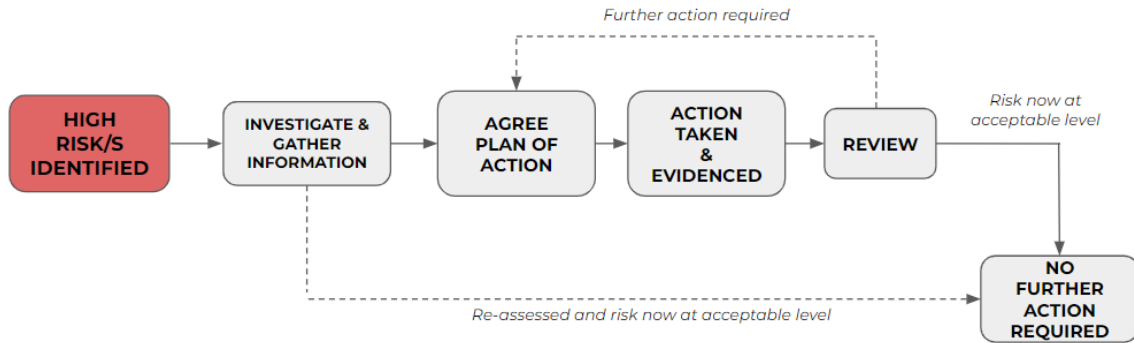 Further action required
HIGH
RISK/S
IDENTIFIED
INVESTIGATE &
GATHER
INFORMATION
AGREE
PLAN OF
ACTION
ACTION
TAKEN
&
EVIDENCED
REVIEW
Risk now at
acceptable level
Re-assessed and risk now at acceptable level
NO
FURTHER
ACTION
REQUIRED